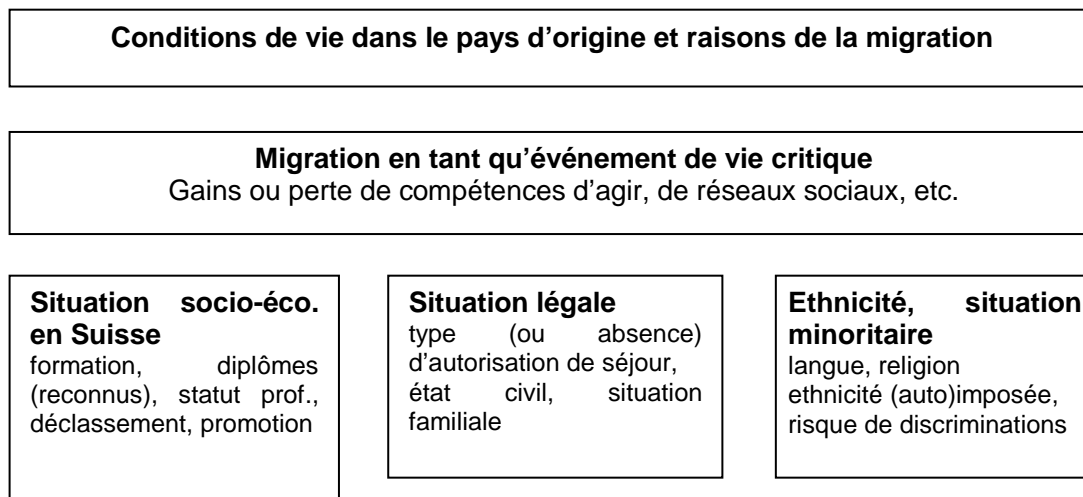 Conditions de vie dans le pays d'origine et raisons de la migration
Migration en tant qu'événement de vie critique
Gains ou perte de compétences d'agir, de réseaux sociaux, etc.
Situation socio-éco.
en Suisse
formation, diplômes
(reconnus), statut prof.,
déclassement, promotion
Situation légale
type (ou absence)
d'autorisation de séjour,
état civil, situation
familiale
Ethnicité, situation
minoritaire
langue, religion
ethnicité (auto)imposée,
risque de discriminations